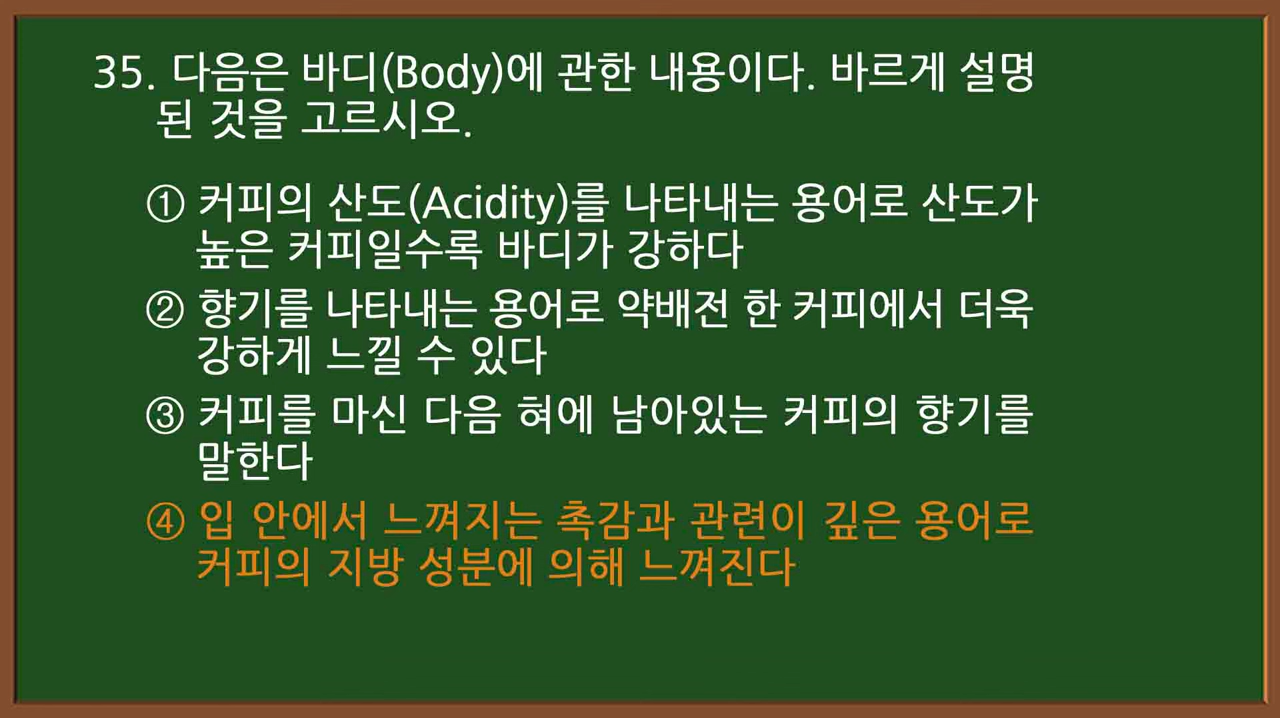 35. 다음은 바디(Body)에 관한 내용이다. 바르게 설명
된 것을 고르시오.
① 커피의 산도(Acidity)를 나타내는 용어로 산도가
높은 커피일수록 바디가 강하다
② 향기를 나타내는 용어로 약배전 한 커피에서 더욱
강하게 느낄 수 있다
③ 커피를 마신 다음 혀에 남아있는 커피의 향기를
말한다
④ 입 안에서 느껴지는 촉감과 관련이 깊은 용어로
커피의 지방 성분에 의해 느껴진다